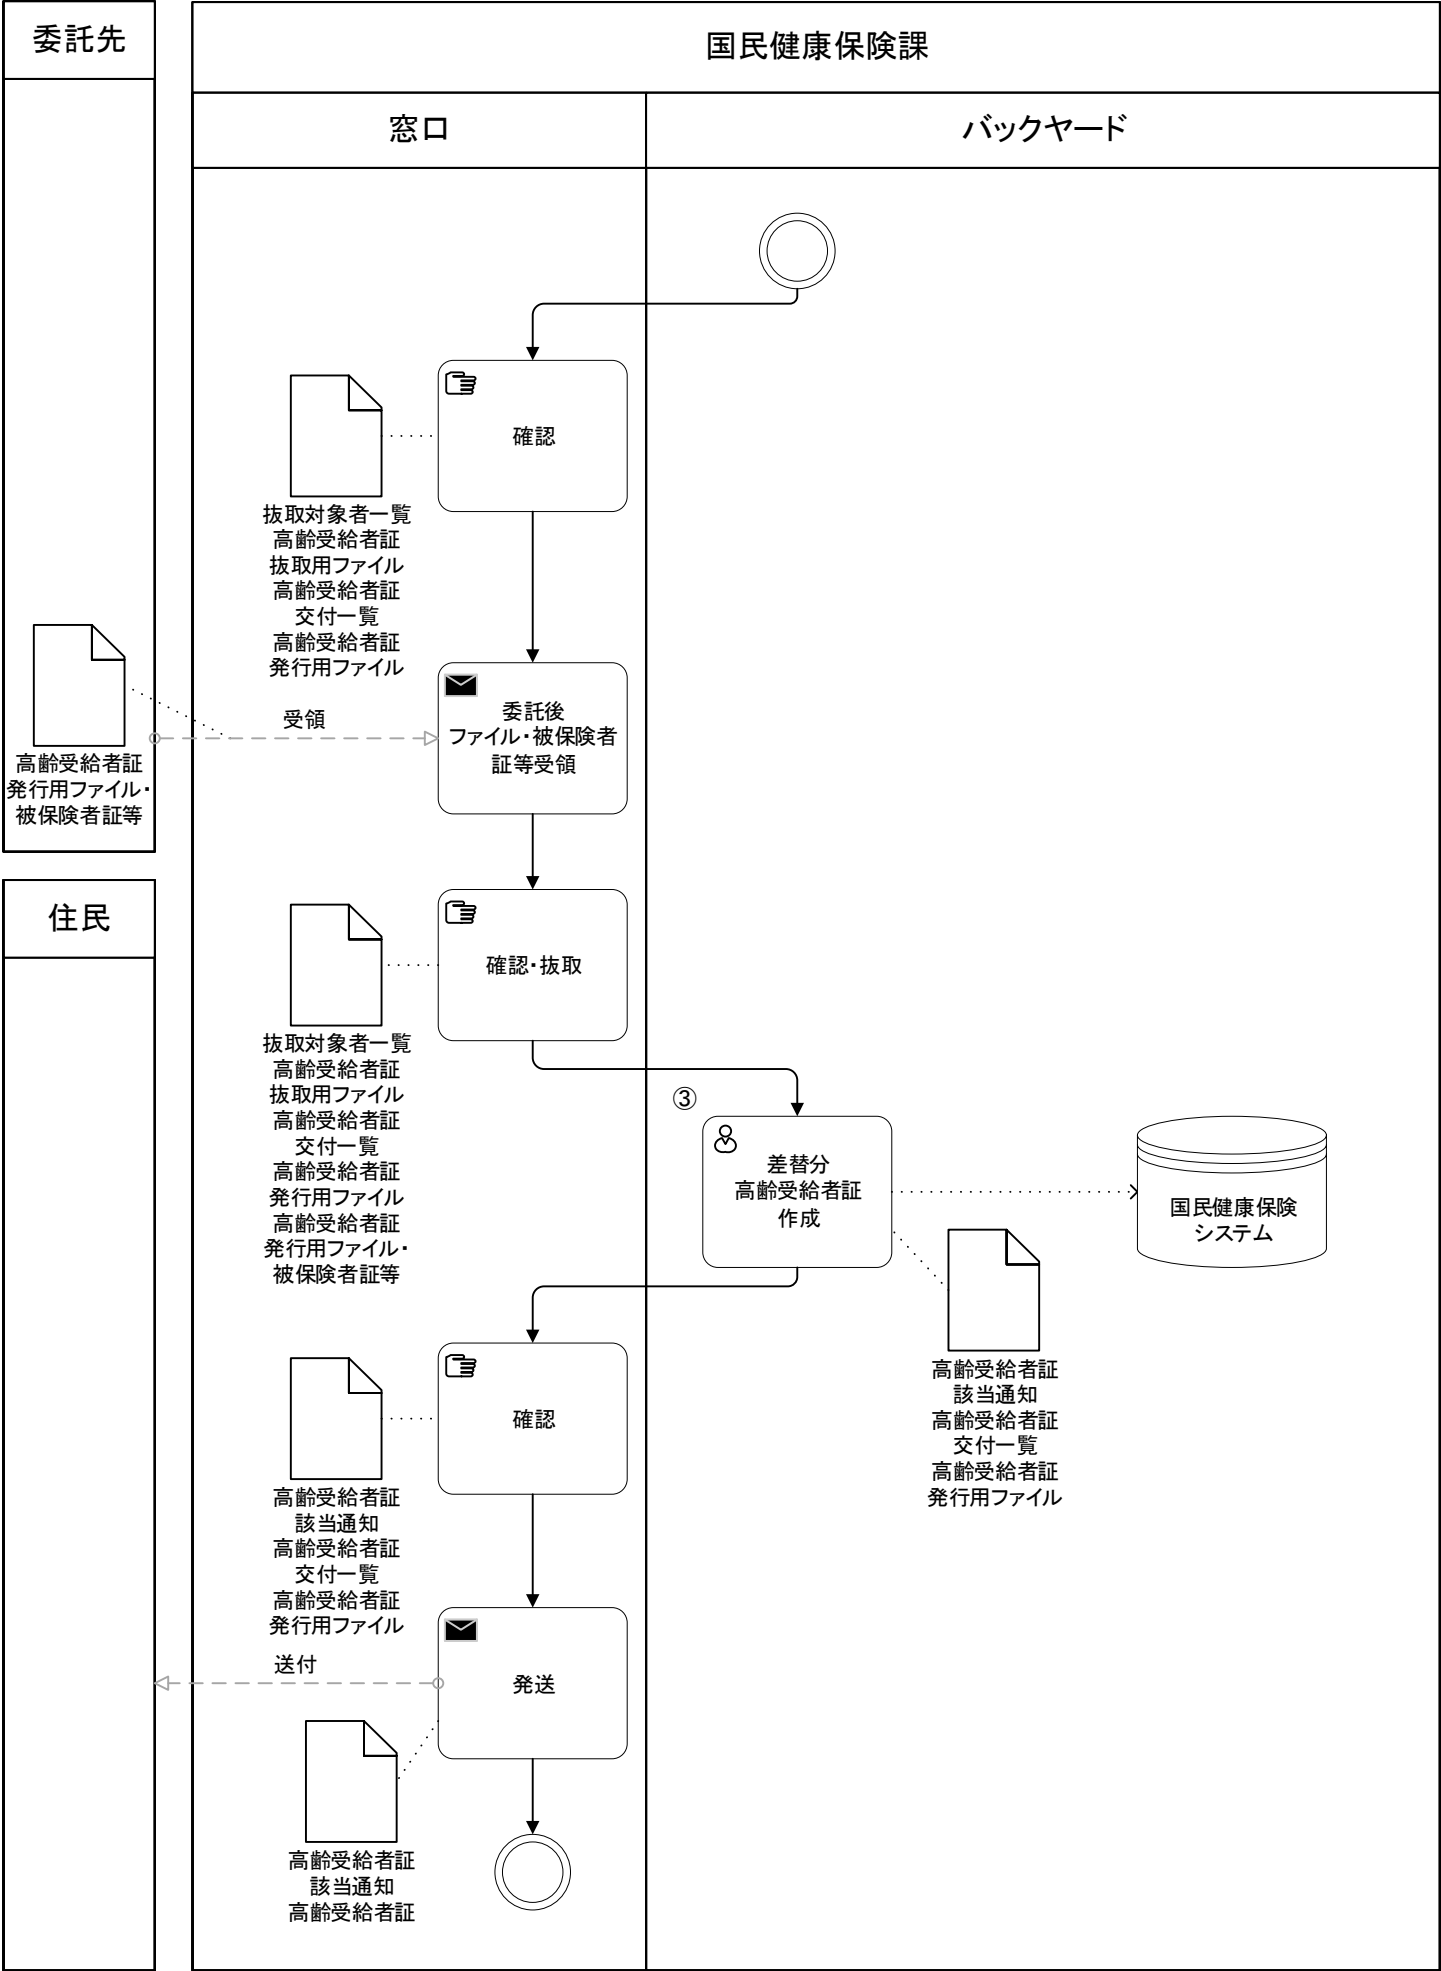 委託先
国民健康保険課
窓口
バックヤード
確認
抜取対象者一覧
高齢受給者証
抜取用ファイル
高齢受給者証
交付一覧
高齢受給者証
発行用ファイル
高齢受給者証
発行用ファイル・
被保険者証等
受領
委託後
ファイル・被保険者
証等受領
住民
確認・抜取
抜取対象者一覧
高齢受給者証
抜取用ファイル
高齢受給者証
交付一覧
高齢受給者証
発行用ファイル
高齢受給者証
発行用ファイル・
被保険者証等
③
差替分
高齢受給者証
作成
国民健康保険
システム
高齢受給者証
該当通知
高齢受給者証
交付一覧
高齢受給者証
発行用ファイル
確認
高齢受給者証
該当通知
高齢受給者証
交付一覧
高齢受給者証
発行用ファイル
送付
発送
高齢受給者証
該当通知
高齢受給者証